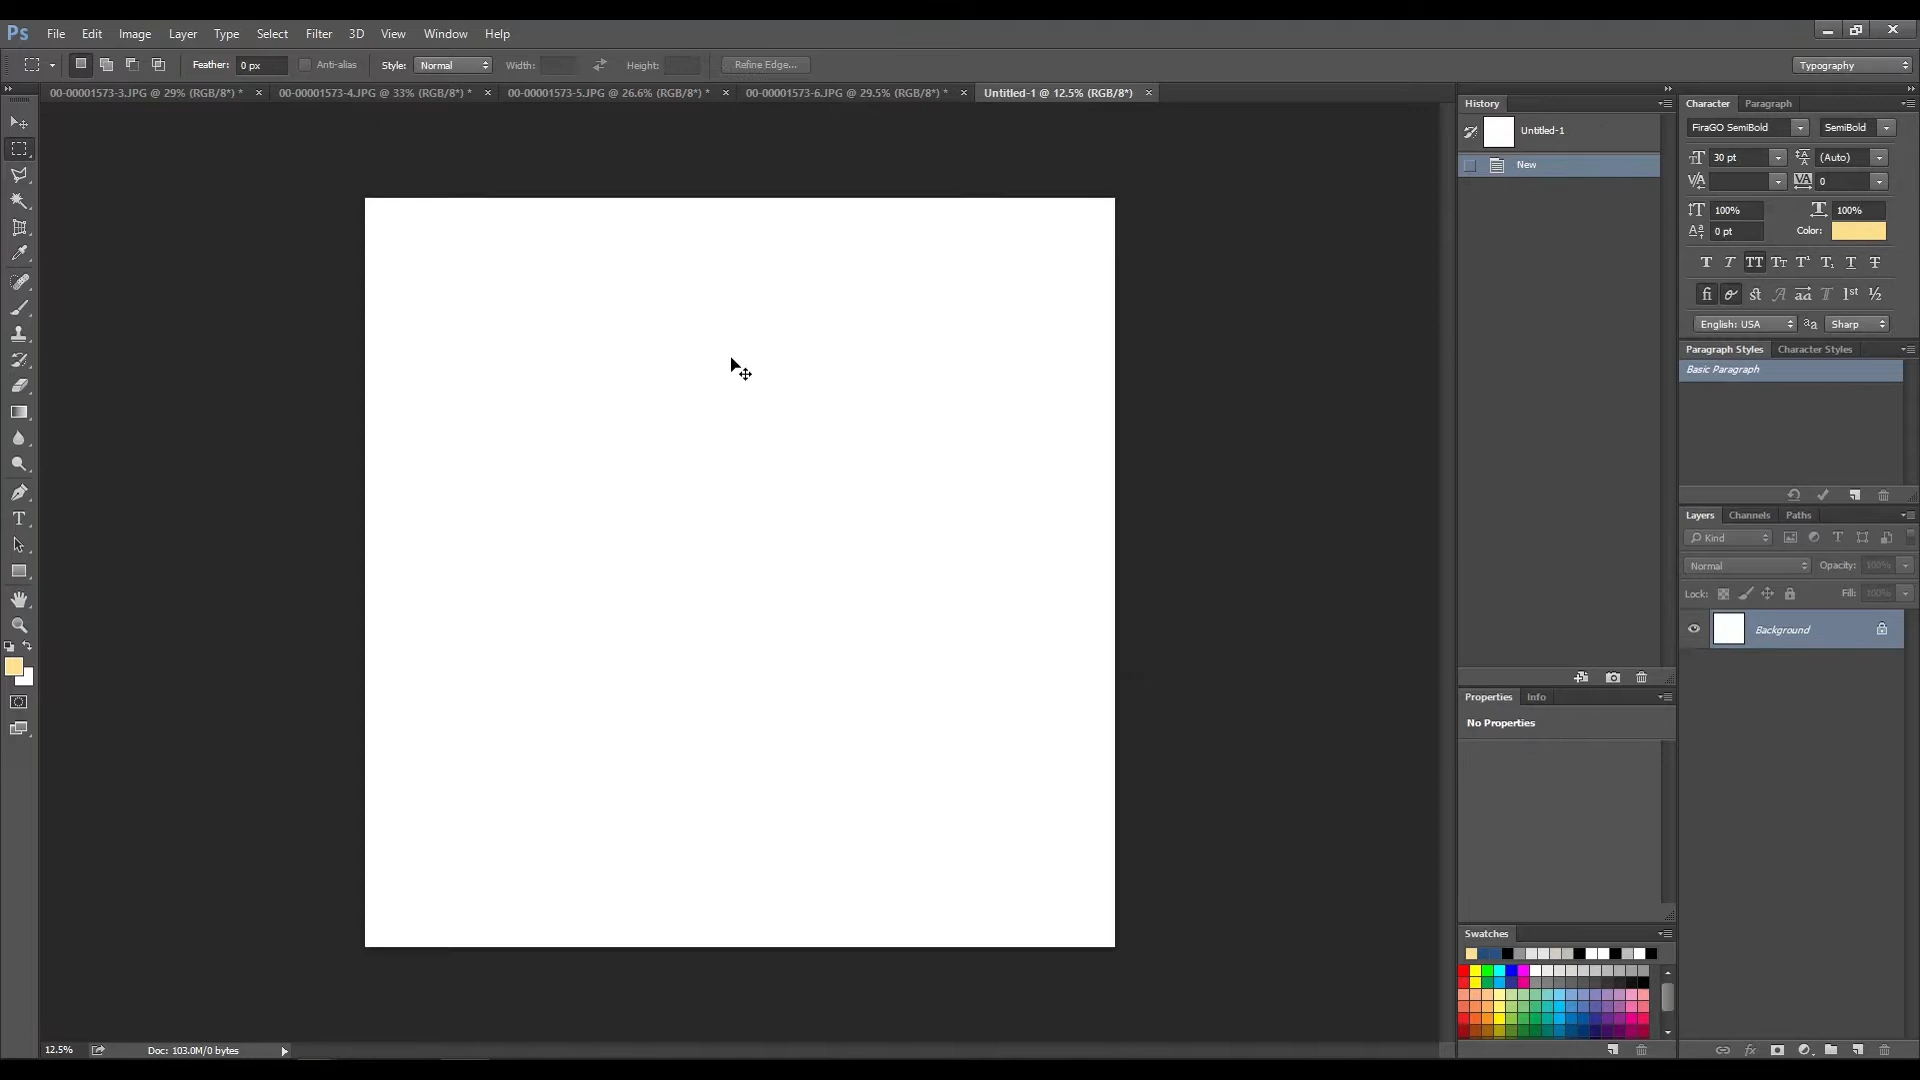 Ps File Edit Image Layer Type Select Filter 3D View Window Help
Feather: 0 px Anti-alias Style: Normal Width: Height: Refine Edge... Typography
00-00001573-3.JPG @ 29% (RGB/8*) * 00-00001573-4.JPG @ 33% (RGB/8*) * 00-00001573-5.JPG @ 26.6% (RGB/8*) * 00-00001573-6.JPG @ 29.5% (RGB/8*) * Untitled-1 @ 12.5% (RGB/8*)
History
Untitled-1
New
Character Paragraph
FiraGO SemiBold SemiBold
30 pt (Auto)
0
100% 100%
0 pt Color:
English: USA Sharp
Paragraph Styles Character Styles
Basic Paragraph
Layers Channels Paths
Kind
Normal Opacity: 100%
Lock: Fill: 100%
Background
Properties Info
No Properties
Swatches
12.5% Doc: 103.0M/0 bytes